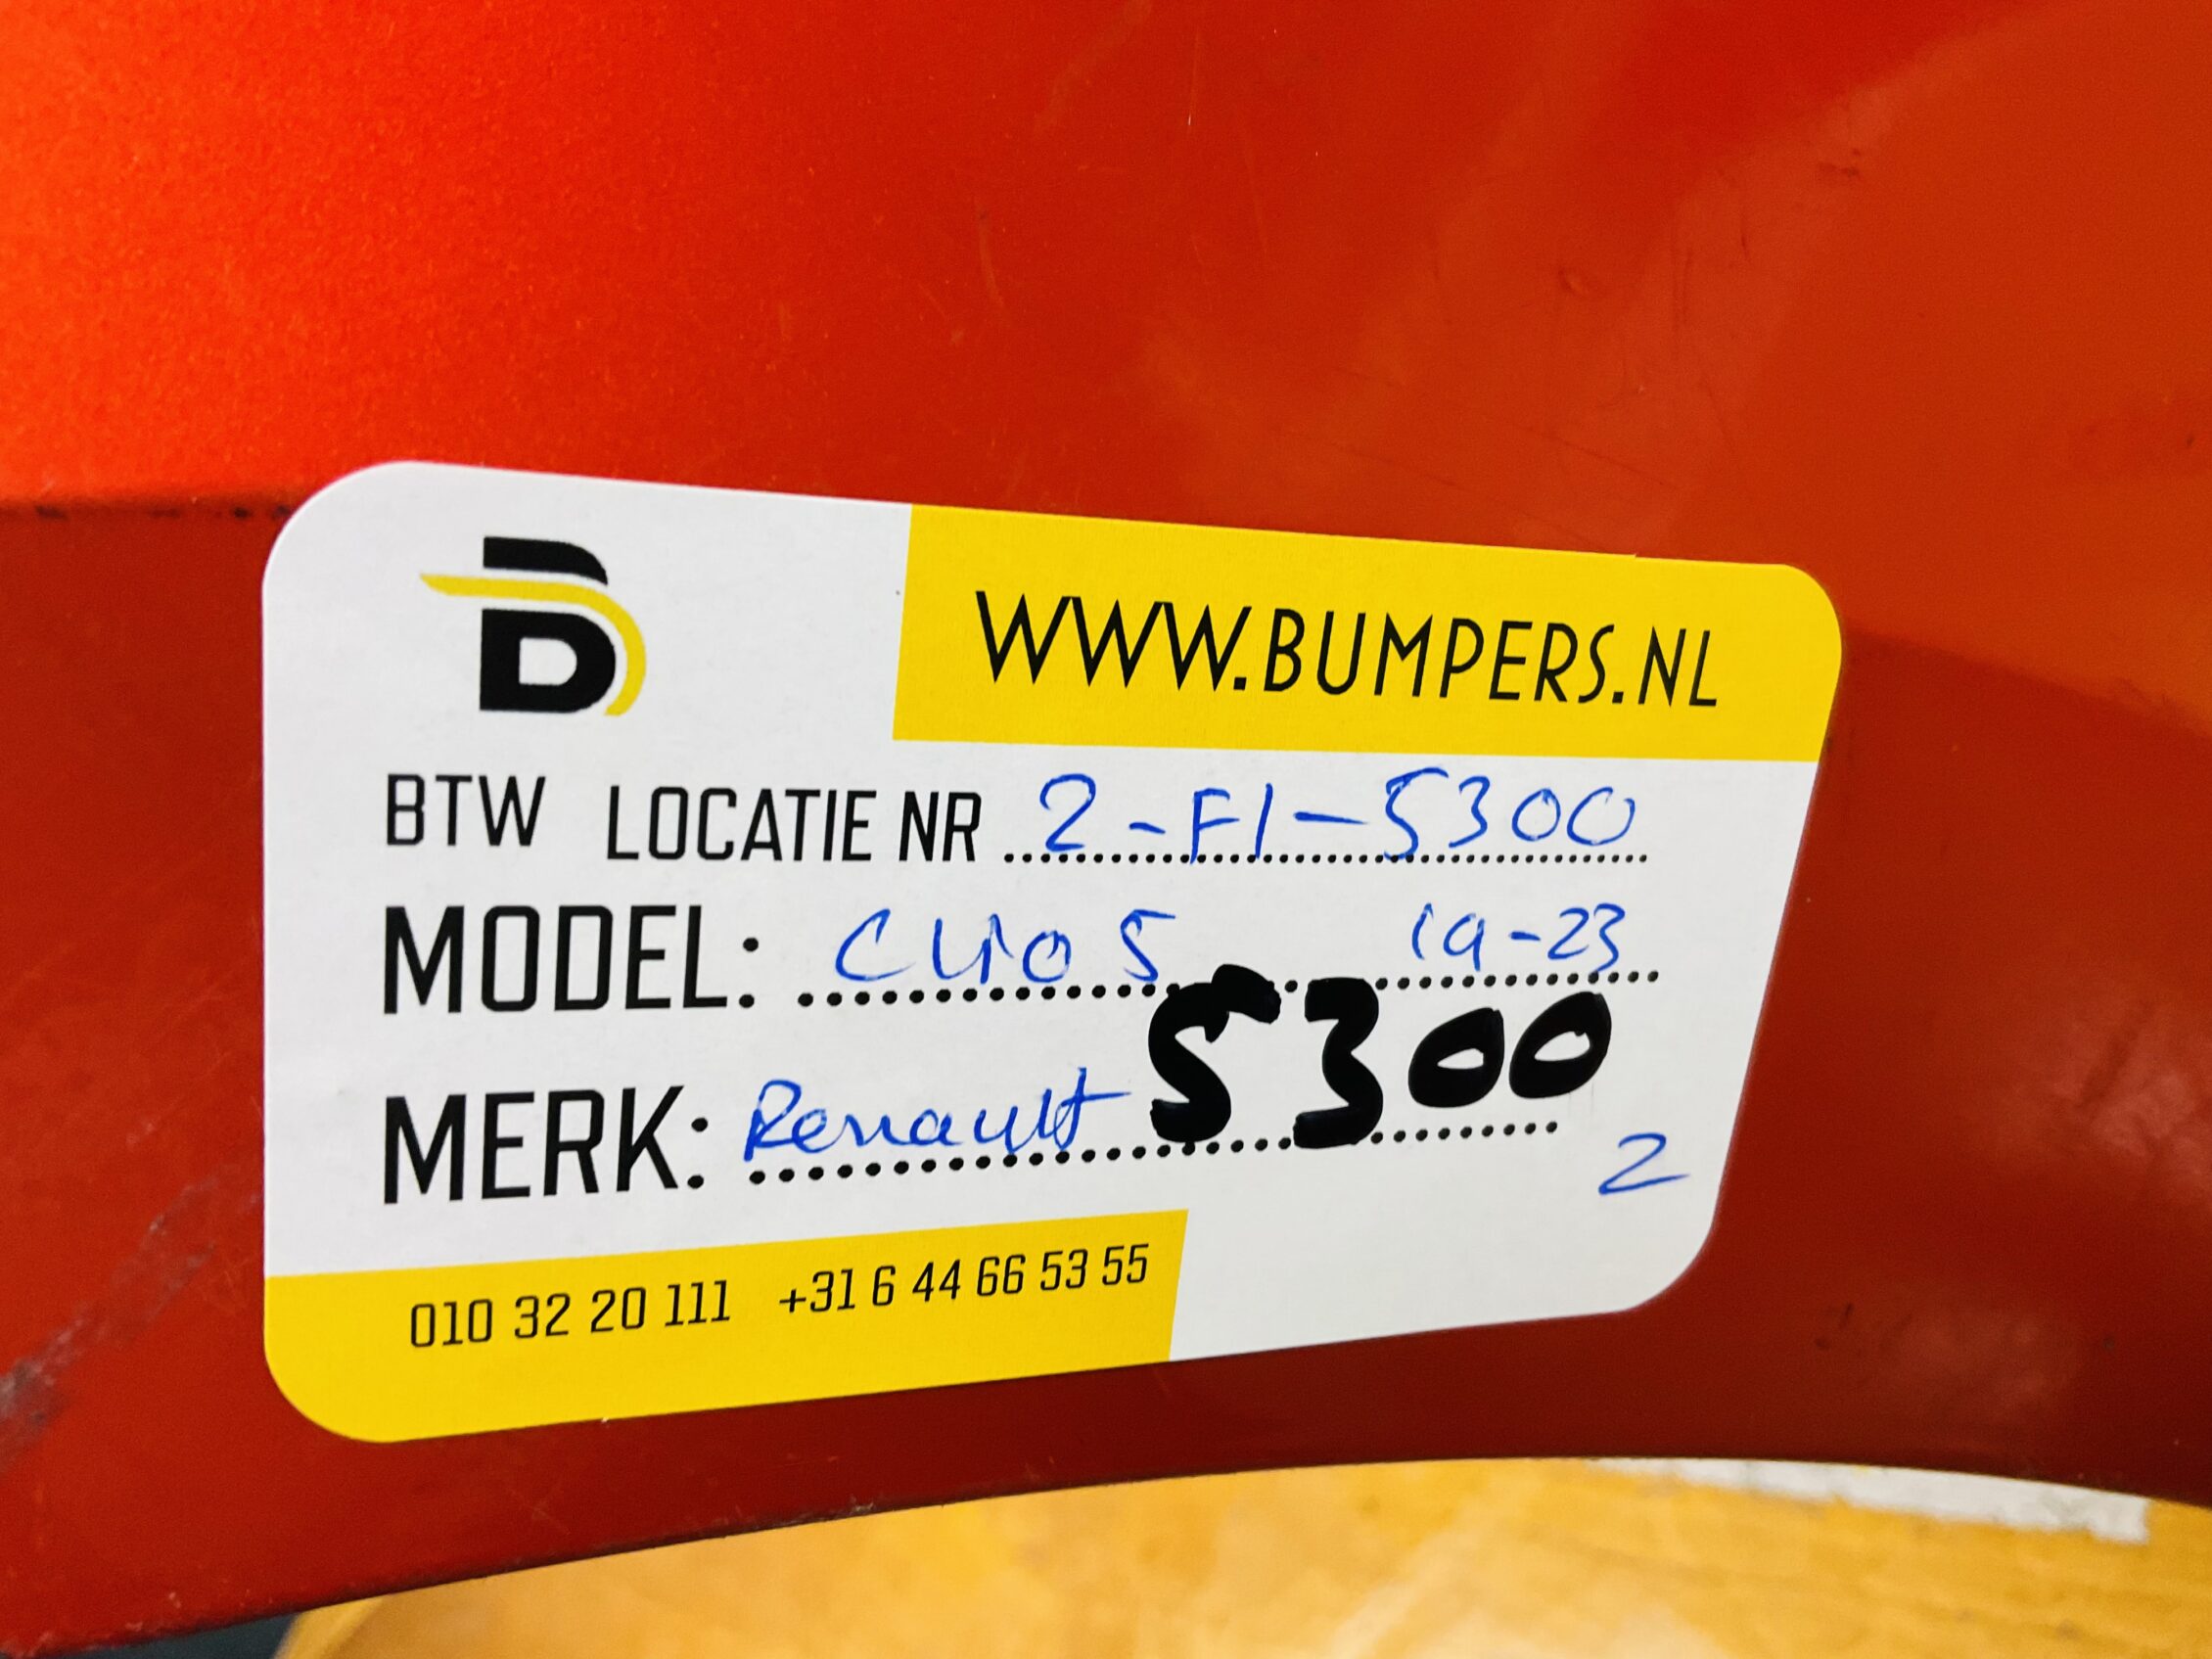 B
WWW.BUMPERS.NL
BTW LOCATIE NR 2-F1-5300
MODEL: Clio 5 19-23
5300
MERK: Renault
2
010 32 20 111 +31 6 44 66 53 55